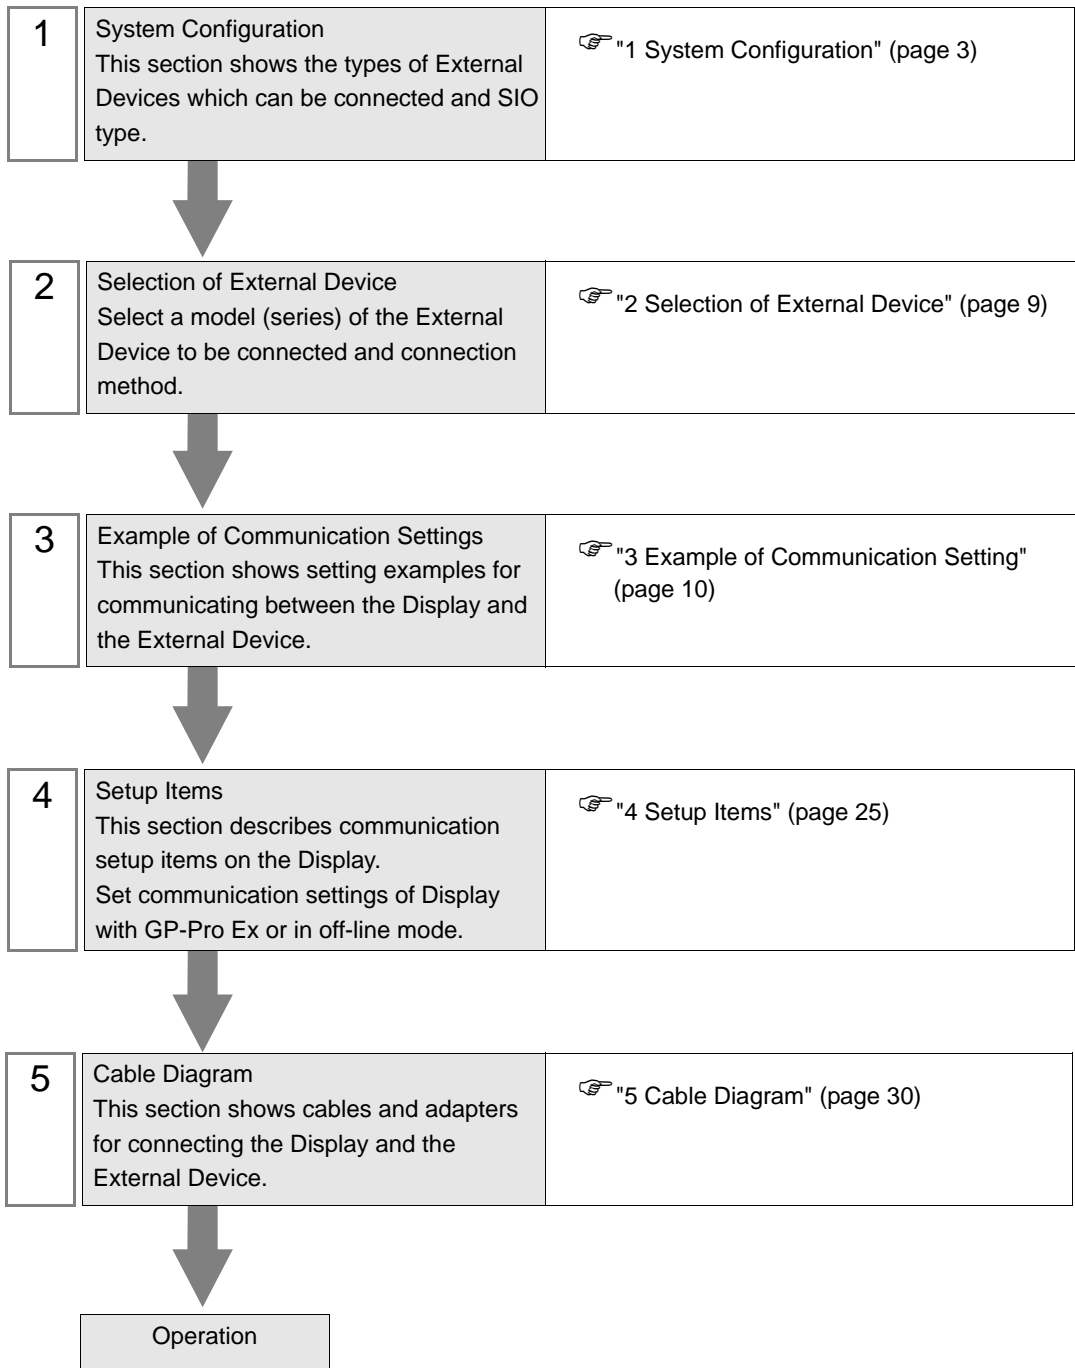 1
System Configuration
This section shows the types of External
Devices which can be connected and SIO
type.
"1 System Configuration" (page 3)
2
Selection of External Device
Select a model (series) of the External
Device to be connected and connection
method.
"2 Selection of External Device" (page 9)
3
Example of Communication Settings
This section shows setting examples for
communicating between the Display and
the External Device.
"3 Example of Communication Setting"
(page 10)
4
Setup Items
This section describes communication
setup items on the Display.
Set communication settings of Display
with GP-Pro Ex or in off-line mode.
"4 Setup Items" (page 25)
5
Cable Diagram
This section shows cables and adapters
for connecting the Display and the
External Device.
"5 Cable Diagram" (page 30)
Operation